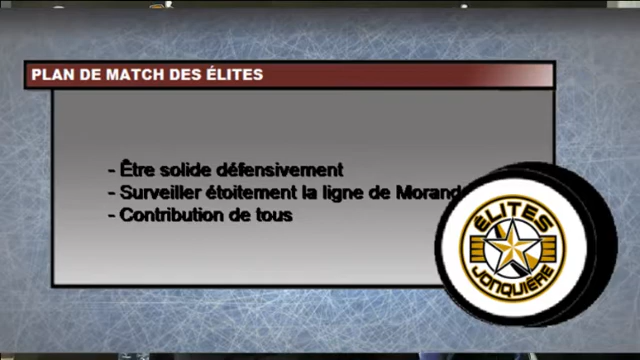 PLAN DE MATCH DES ÉLITES
- Être solide défensivement
- Surveiller étoitement la ligne de Morand
- Contribution de tous
ÉLITES
JONQUIÈRE